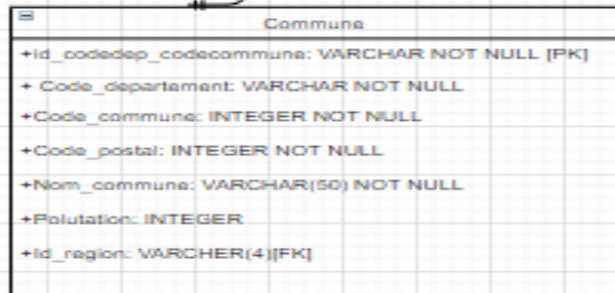 Commune
+id_codedep_codecommune: VARCHAR NOT NULL [PK]
+ Code_departement: VARCHAR NOT NULL
+Code_commune: INTEGER NOT NULL
+Code_postal: INTEGER NOT NULL
+Nom_commune: VARCHAR(50) NOT NULL
+Polutation: INTEGER
+Id_region: VARCHER(4)[FK]